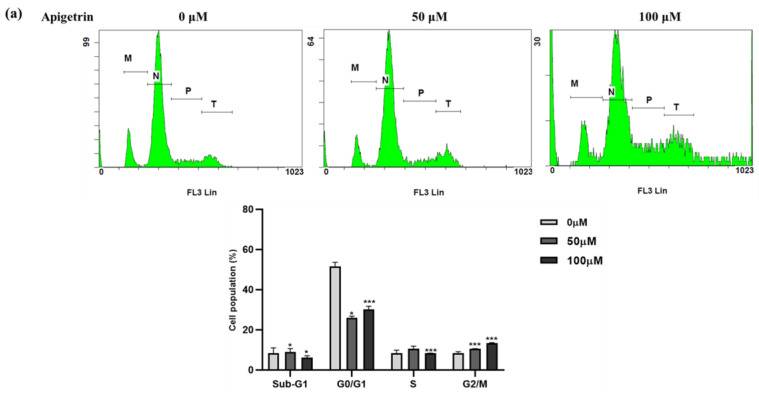 (a) Apigetrin 0 µM 50 µM 100 µM
99
M
N
P
T
0 1023
FL3 Lin
64
M
N
P
T
0 1023
FL3 Lin
30
M
N
P
T
0 1023
FL3 Lin
80
60
40
20
0
Cell population (%)
0µM
50µM
100µM
* * * *** *** *** ***
Sub-G1 G0/G1 S G2/M